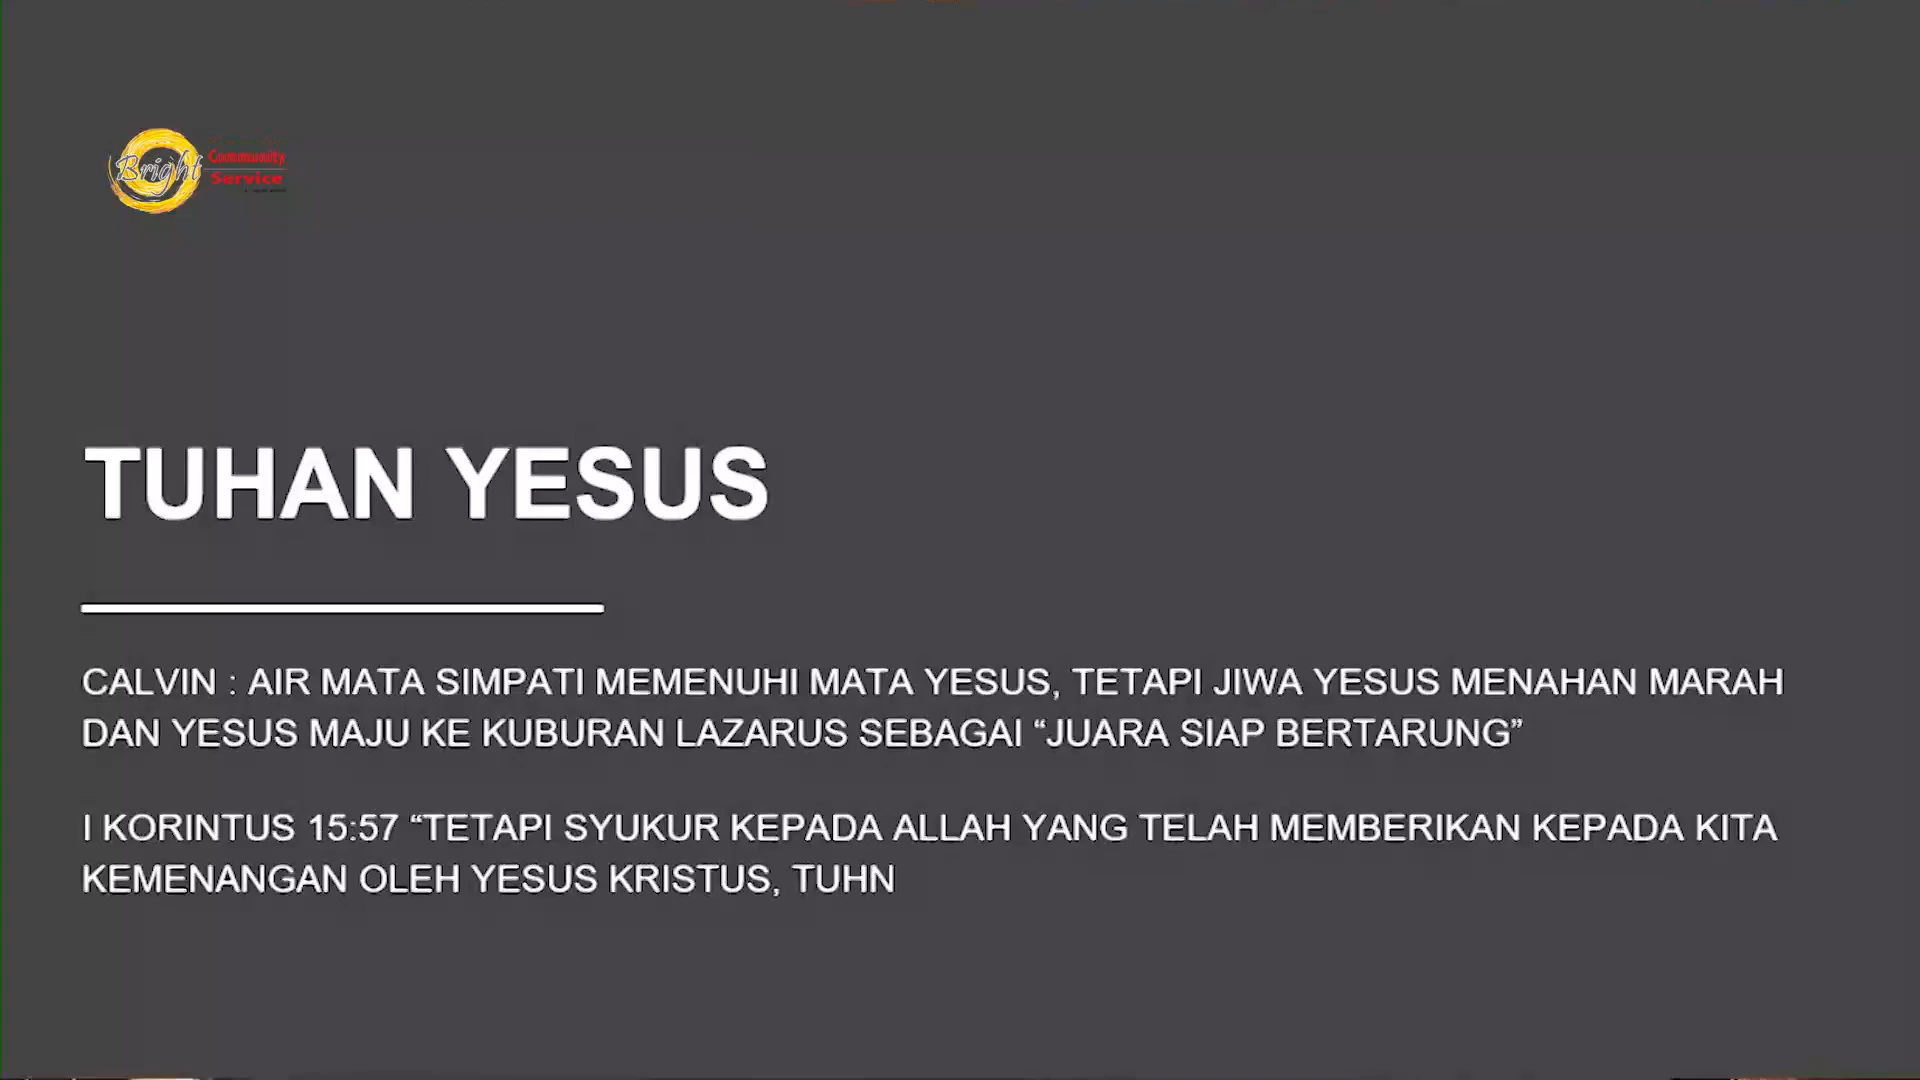 Bright
Community
Service
TUHAN YESUS
CALVIN : AIR MATA SIMPATI MEMENUHI MATA YESUS, TETAPI JIWA YESUS MENAHAN MARAH
DAN YESUS MAJU KE KUBURAN LAZARUS SEBAGAI “JUARA SIAP BERTARUNG”
I KORINTUS 15:57 “TETAPI SYUKUR KEPADA ALLAH YANG TELAH MEMBERIKAN KEPADA KITA
KEMENANGAN OLEH YESUS KRISTUS, TUHN